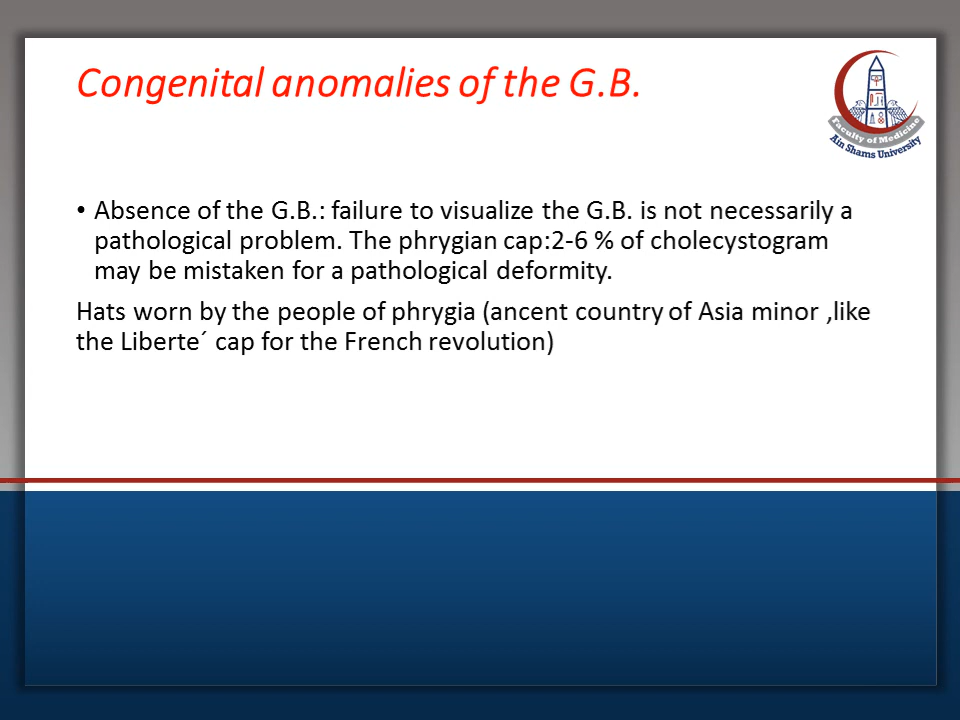 Congenital anomalies of the G.B.
Faculty of Medicine
Ain Shams University
• Absence of the G.B.: failure to visualize the G.B. is not necessarily a
pathological problem. The phrygian cap:2-6 % of cholecystogram
may be mistaken for a pathological deformity.
Hats worn by the people of phrygia (ancent country of Asia minor ,like
the Liberte´ cap for the French revolution)